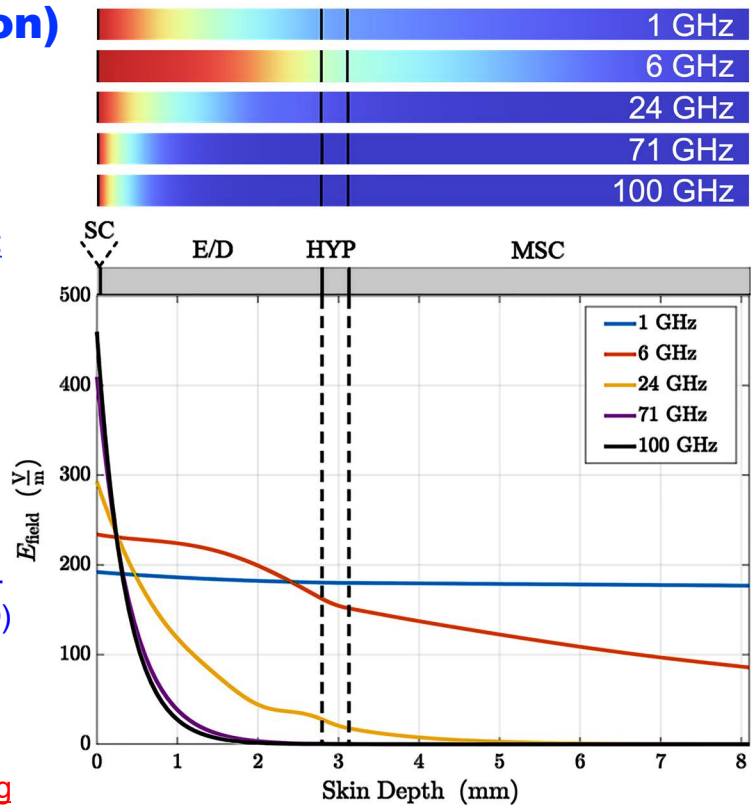 on)
1 GHz
6 GHz
24 GHz
71 GHz
100 GHz
SC
E/D HYP MSC
500
400
300
200
100
0
E_field (V/m)
1 GHz
6 GHz
24 GHz
71 GHz
100 GHz
)
0 1 2 3 4 5 6 7 8
Skin Depth (mm)
g